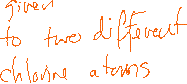 given
to two different
chlorine atoms